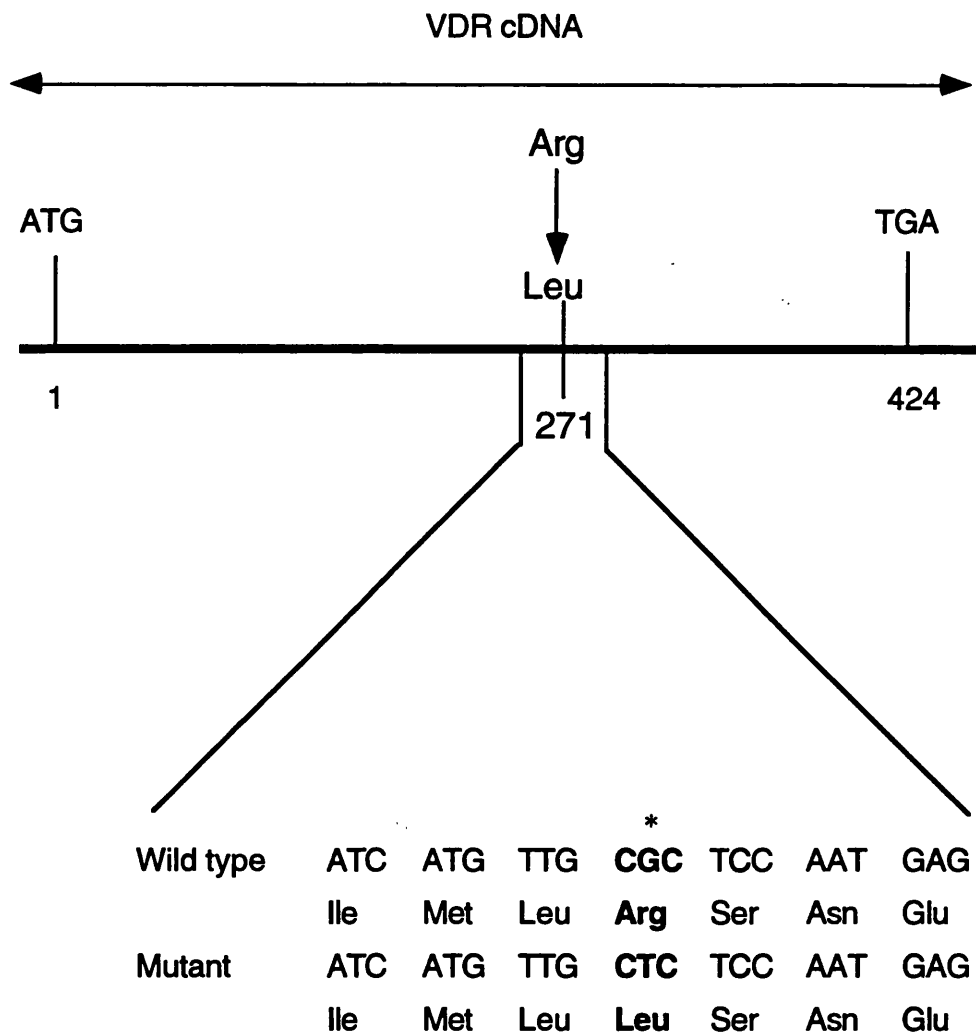 VDR cDNA
Arg
ATG
TGA
Leu
1
271
424
*
Wild type ATC ATG TTG CGC TCC AAT GAG
Ile Met Leu Arg Ser Asn Glu
Mutant ATC ATG TTG CTC TCC AAT GAG
Ile Met Leu Leu Ser Asn Glu